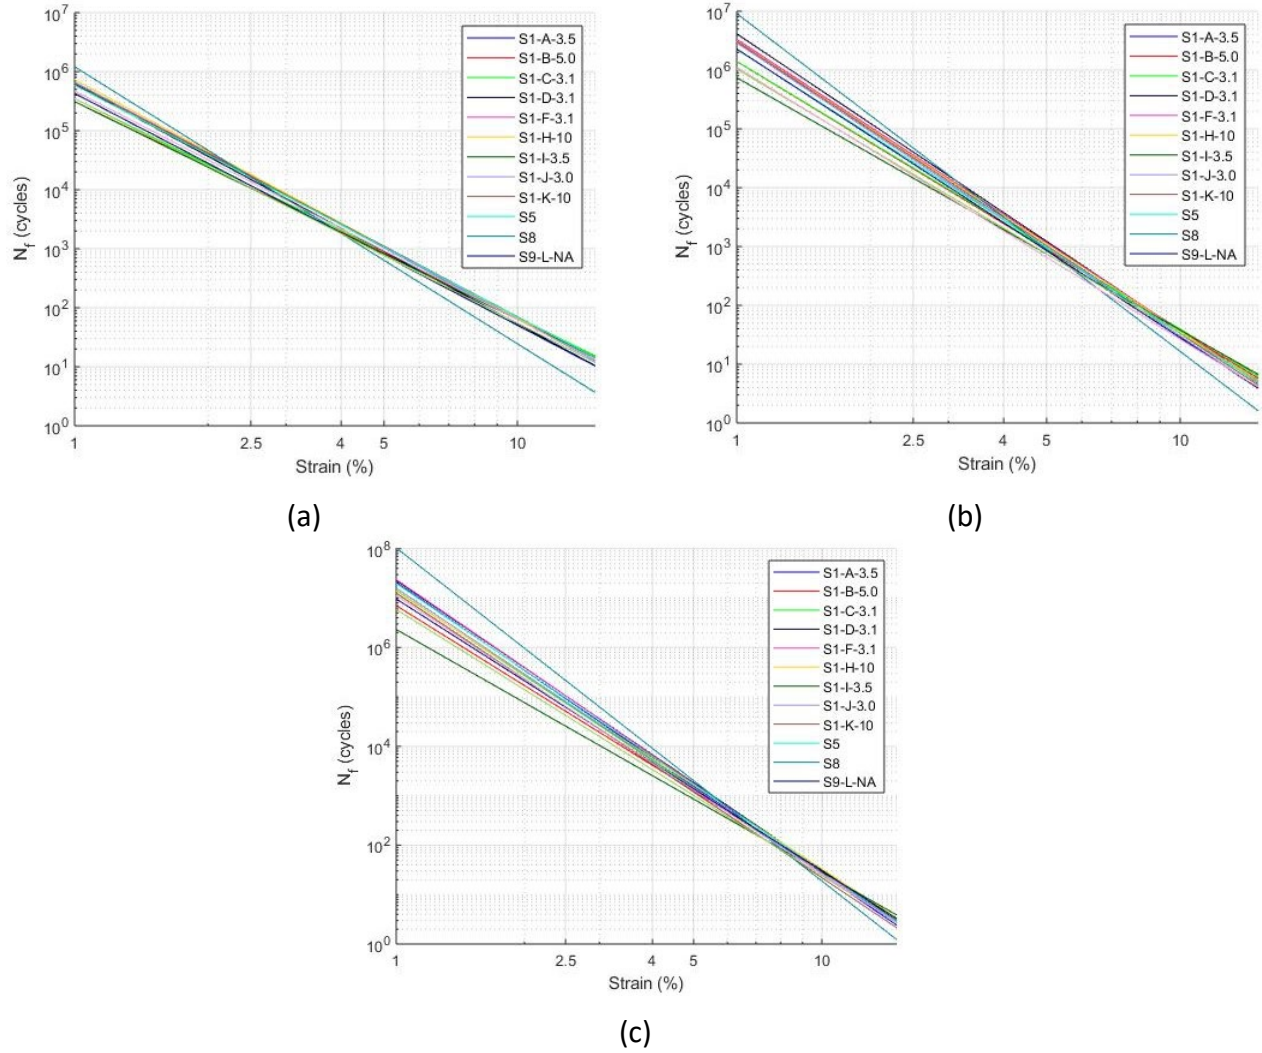 10^7
10^6
10^5
10^4
10^3
10^2
10^1
10^0
N_f (cycles)
1 2.5 4 5 10
Strain (%)
S1-A-3.5
S1-B-5.0
S1-C-3.1
S1-D-3.1
S1-F-3.1
S1-H-10
S1-I-3.5
S1-J-3.0
S1-K-10
S5
S8
S9-L-NA
(a)
10^7
10^6
10^5
10^4
10^3
10^2
10^1
10^0
N_f (cycles)
1 2.5 4 5 10
Strain (%)
S1-A-3.5
S1-B-5.0
S1-C-3.1
S1-D-3.1
S1-F-3.1
S1-H-10
S1-I-3.5
S1-J-3.0
S1-K-10
S5
S8
S9-L-NA
(b)
10^8
10^6
10^4
10^2
10^0
N_f (cycles)
1 2.5 4 5 10
Strain (%)
S1-A-3.5
S1-B-5.0
S1-C-3.1
S1-D-3.1
S1-F-3.1
S1-H-10
S1-I-3.5
S1-J-3.0
S1-K-10
S5
S8
S9-L-NA
(c)